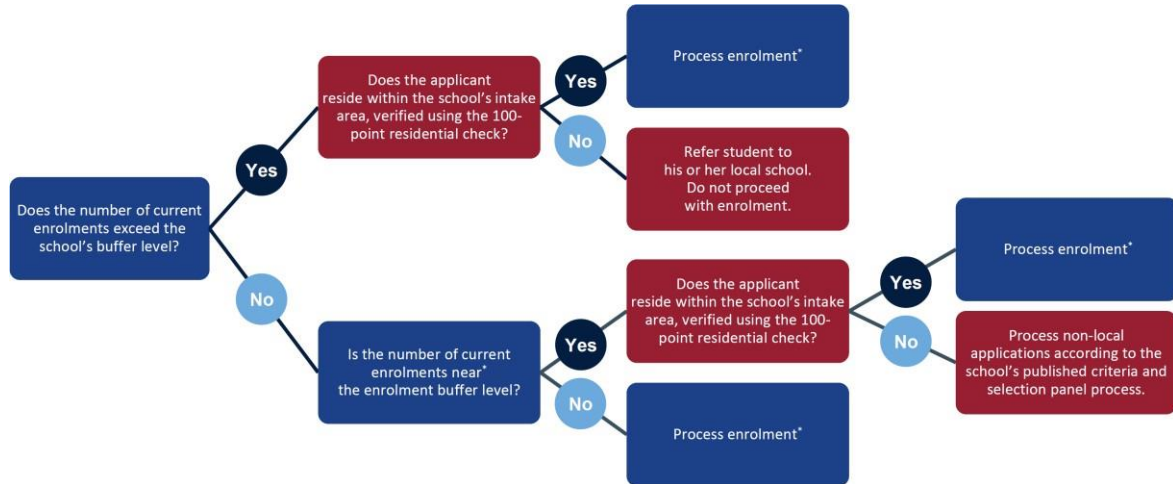 Does the number of current
enrolments exceed the
school's buffer level?
Yes
Does the applicant
reside within the school's intake
area, verified using the 100-
point residential check?
Yes
Process enrolment*
No
Refer student to
his or her local school.
Do not proceed
with enrolment.
No
Is the number of current
enrolments near*
the enrolment buffer level?
Yes
Does the applicant
reside within the school's intake
area, verified using the 100-
point residential check?
Yes
Process enrolment*
No
Process non-local
applications according to the
school's published criteria and
selection panel process.
No
Process enrolment*